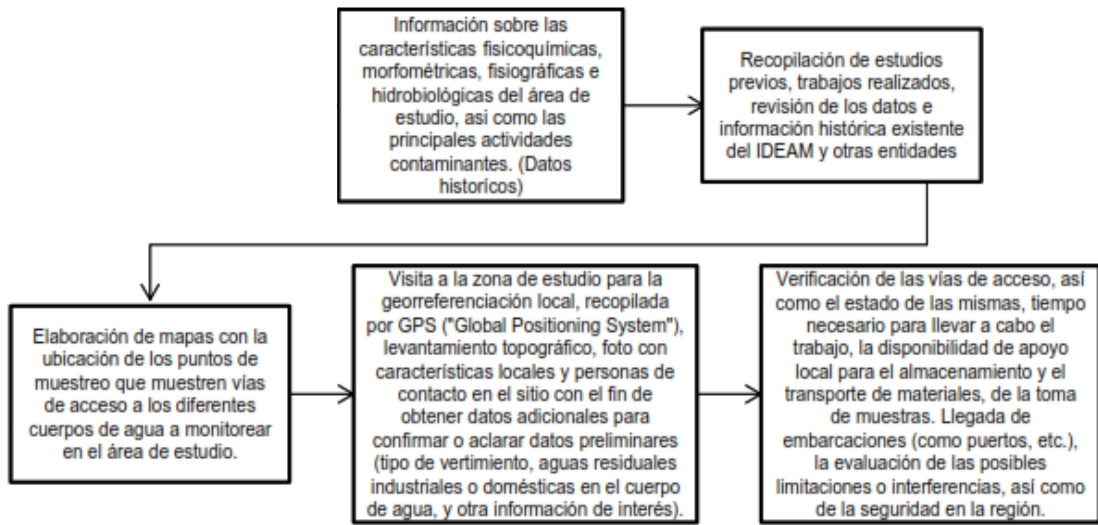 Información sobre las
características fisicoquímicas,
morfométricas, fisiográficas e
hidrobiológicas del área de
estudio, asi como las
principales actividades
contaminantes. (Datos
historícos)
Recopilación de estudios
previos, trabajos realizados,
revisión de los datos e
información histórica existente
del IDEAM y otras entidades
Elaboración de mapas con la
ubicación de los puntos de
muestreo que muestren vías
de acceso a los diferentes
cuerpos de agua a monitorear
en el área de estudio.
Visita a la zona de estudio para la
georreferenciación local, recopilada
por GPS ("Global Positioning System"),
levantamiento topográfico, foto con
características locales y personas de
contacto en el sitio con el fin de
obtener datos adicionales para
confirmar o aclarar datos preliminares
(tipo de vertimiento, aguas residuales
industriales o domésticas en el cuerpo
de agua, y otra información de interés).
Verificación de las vías de acceso, así
como el estado de las mismas, tiempo
necesario para llevar a cabo el
trabajo, la disponibilidad de apoyo
local para el almacenamiento y el
transporte de materiales, de la toma
de muestras. Llegada de
embarcaciones (como puertos, etc.),
la evaluación de las posibles
limitaciones o interferencias, así como
de la seguridad en la región.